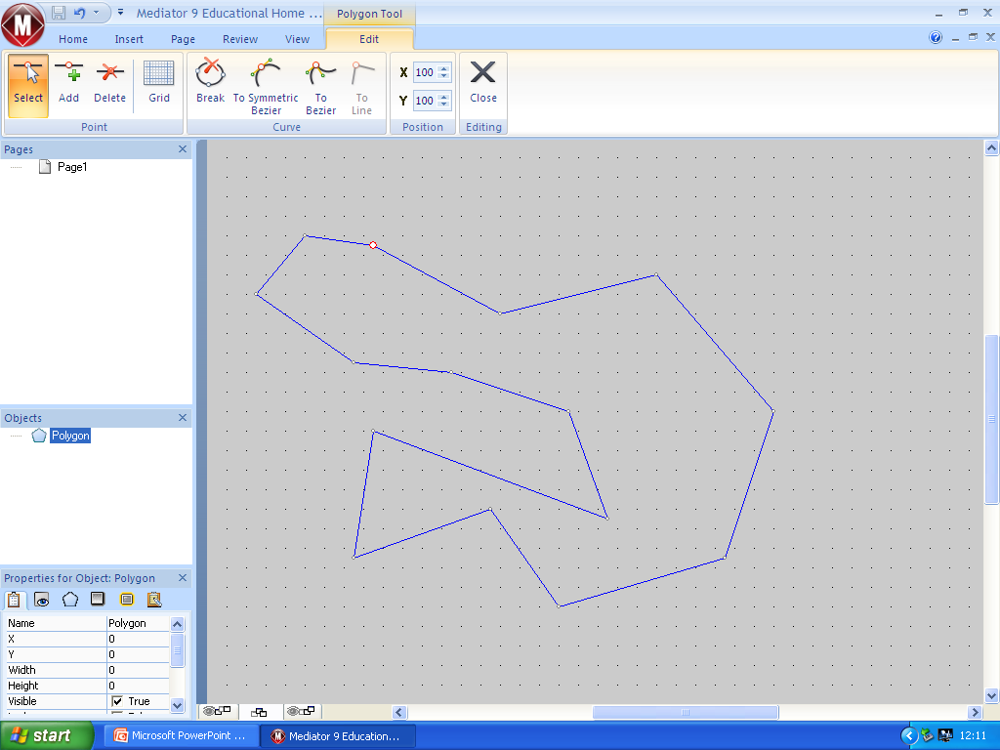 M
Mediator 9 Educational Home ...
Polygon Tool
Home Insert Page Review View Edit
Select Add Delete Grid
Point
Break To Symmetric Bezier To Bezier To Line
Curve
X 100
Y 100
Position
Close
Editing
Pages
Page1
Objects
Polygon
Properties for Object: Polygon
Name Polygon
X 0
Y 0
Width 0
Height 0
Visible True
start
Microsoft PowerPoint ...
Mediator 9 Education...
12:11